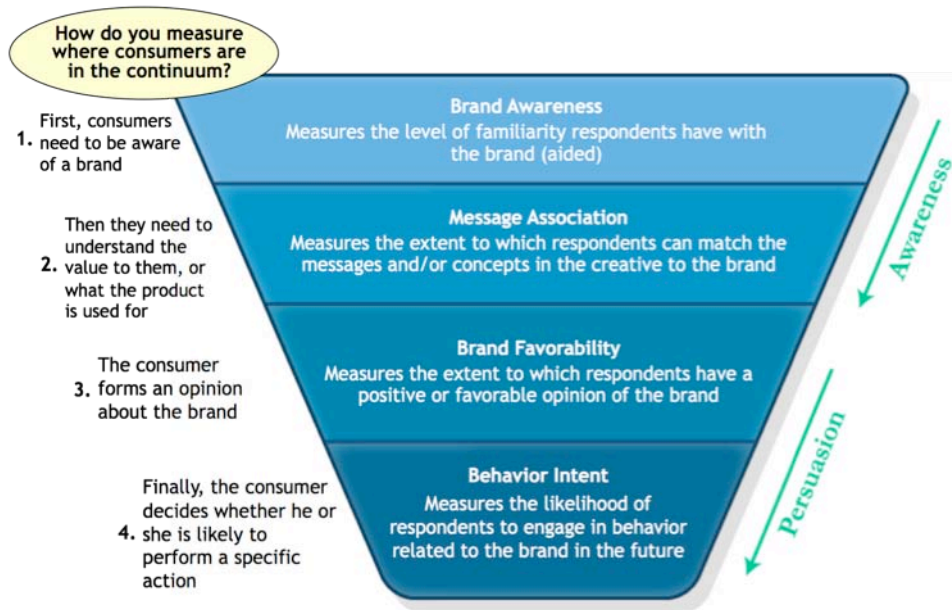 How do you measure
where consumers are
in the continuum?
First, consumers
1. need to be aware
of a brand
Brand Awareness
Measures the level of familiarity respondents have with
the brand (aided)
Then they need to
understand the
2. value to them, or
what the product
is used for
Message Association
Measures the extent to which respondents can match the
messages and/or concepts in the creative to the brand
Awareness
The consumer
3. forms an opinion
about the brand
Brand Favorability
Measures the extent to which respondents have a
positive or favorable opinion of the brand
Finally, the consumer
decides whether he or
4. she is likely to
perform a specific
action
Behavior Intent
Measures the likelihood of
respondents to engage in behavior
related to the brand in the future
Persuasion